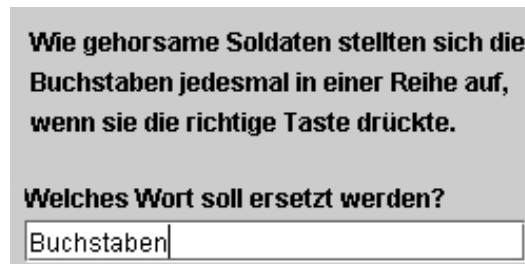 Wie gehorsame Soldaten stellten sich die
Buchstaben jedesmal in einer Reihe auf,
wenn sie die richtige Taste drückte.
Welches Wort soll ersetzt werden?
Buchstaben